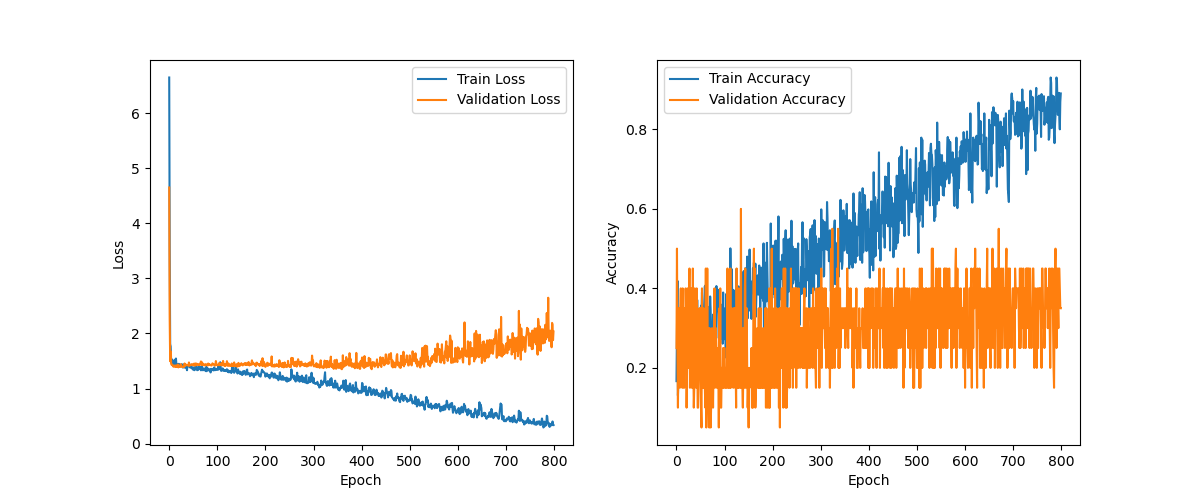 Train Loss
Validation Loss
6
5
4
3
2
1
0
Loss
0 100 200 300 400 500 600 700 800
Epoch
Train Accuracy
Validation Accuracy
0.8
0.6
0.4
0.2
Accuracy
0 100 200 300 400 500 600 700 800
Epoch